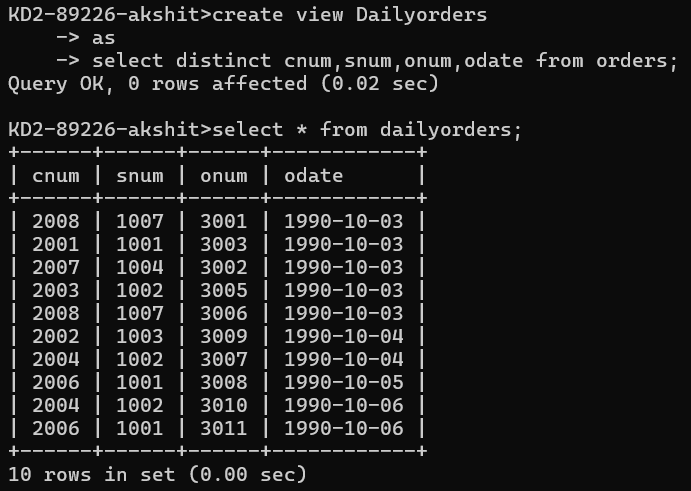 KD2-89226-akshit>create view Dailyorders
    -> as
    -> select distinct cnum,snum,onum,odate from orders;
Query OK, 0 rows affected (0.02 sec)

KD2-89226-akshit>select * from dailyorders;
+------+------+------+------------+
| cnum | snum | onum | odate      |
+------+------+------+------------+
| 2008 | 1007 | 3001 | 1990-10-03 |
| 2001 | 1001 | 3003 | 1990-10-03 |
| 2007 | 1004 | 3002 | 1990-10-03 |
| 2003 | 1002 | 3005 | 1990-10-03 |
| 2008 | 1007 | 3006 | 1990-10-03 |
| 2002 | 1003 | 3009 | 1990-10-04 |
| 2004 | 1002 | 3007 | 1990-10-04 |
| 2006 | 1001 | 3008 | 1990-10-05 |
| 2004 | 1002 | 3010 | 1990-10-06 |
| 2006 | 1001 | 3011 | 1990-10-06 |
+------+------+------+------------+
10 rows in set (0.00 sec)